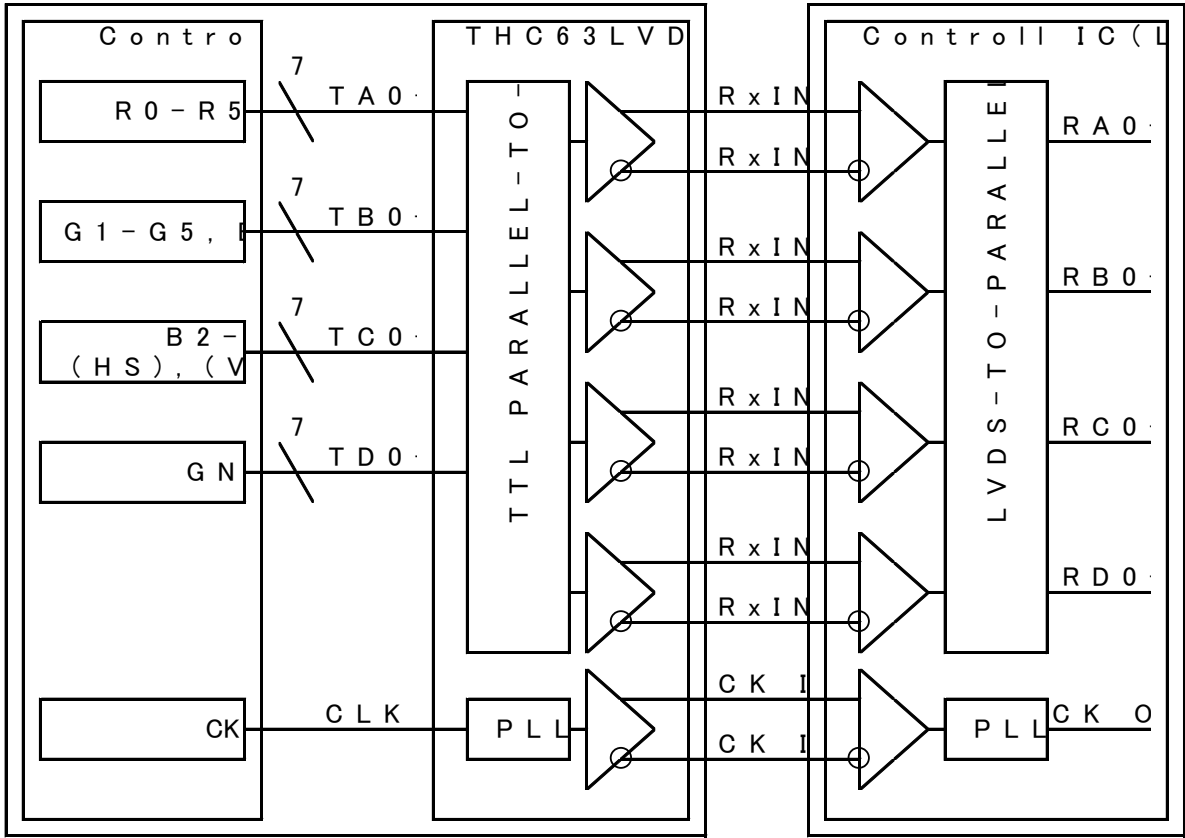 Contro
THC63LVD
Controll IC(L
7
TA0
R0-R5
RxIN
RxIN
RA0
7
TB0
G1-G5,
RxIN
RxIN
RB0
7
TC0
B2-
(HS),(V
RxIN
RxIN
RC0
7
TD0
GN
RxIN
RxIN
RD0
TTL PARALLEL-TO-
LVDS-TO-PARALLEL
CK
CLK
PLL
CK I
CK I
PLL
CK O